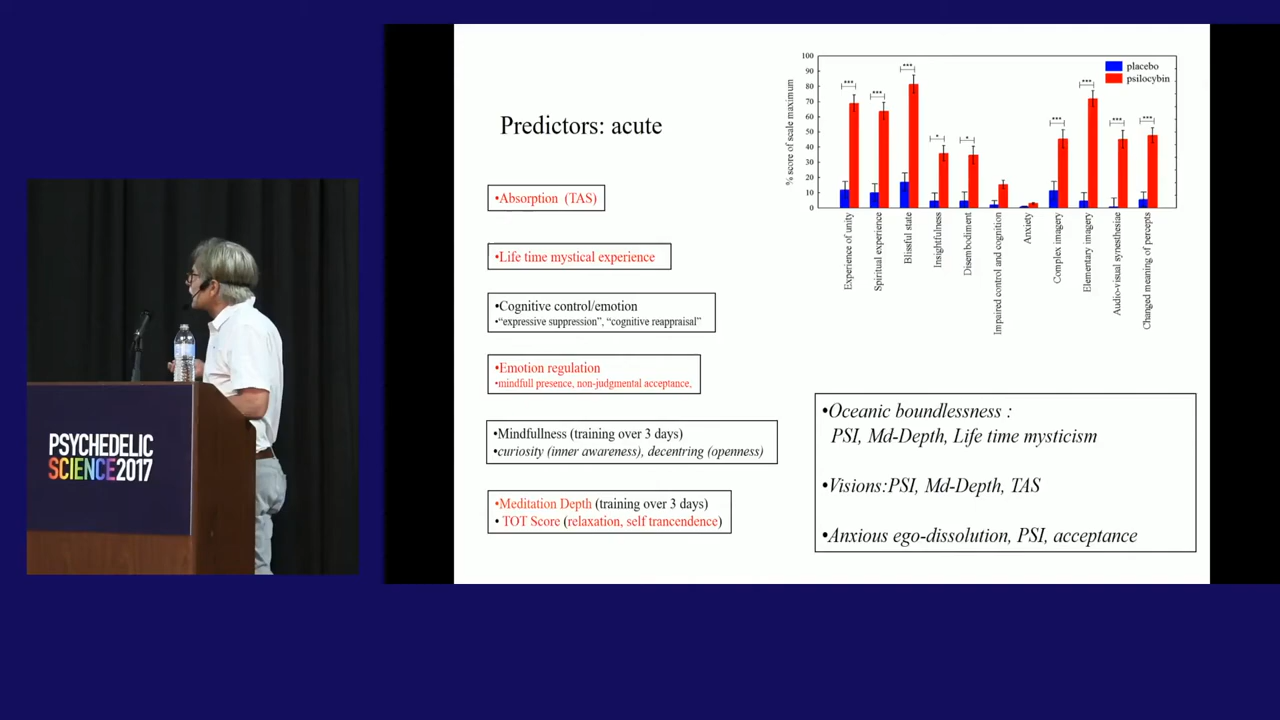 Predictors: acute
•Absorption (TAS)
•Life time mystical experience
•Cognitive control/emotion
•“expressive suppression”, “cognitive reappraisal”
•Emotion regulation
•mindfull presence, non-judgmental acceptance,
•Mindfullness (training over 3 days)
•curiosity (inner awareness), decentring (openness)
•Meditation Depth (training over 3 days)
• TOT Score (relaxation, self trancendence)
% score of scale maximum
100
90
80
70
60
50
40
30
20
10
0
placebo
psilocybin
***
***
***
*
*
***
***
***
***
Experience of unity
Spiritual experience
Blissful state
Insightfulness
Disembodiment
Impaired control and cognition
Anxiety
Complex imagery
Elementary imagery
Audio-visual synesthesiae
Changed meaning of percepts
•Oceanic boundlessness :
PSI, Md-Depth, Life time mysticism
•Visions:PSI, Md-Depth, TAS
•Anxious ego-dissolution, PSI, acceptance
PSYCHEDELIC
SCIENCE2017